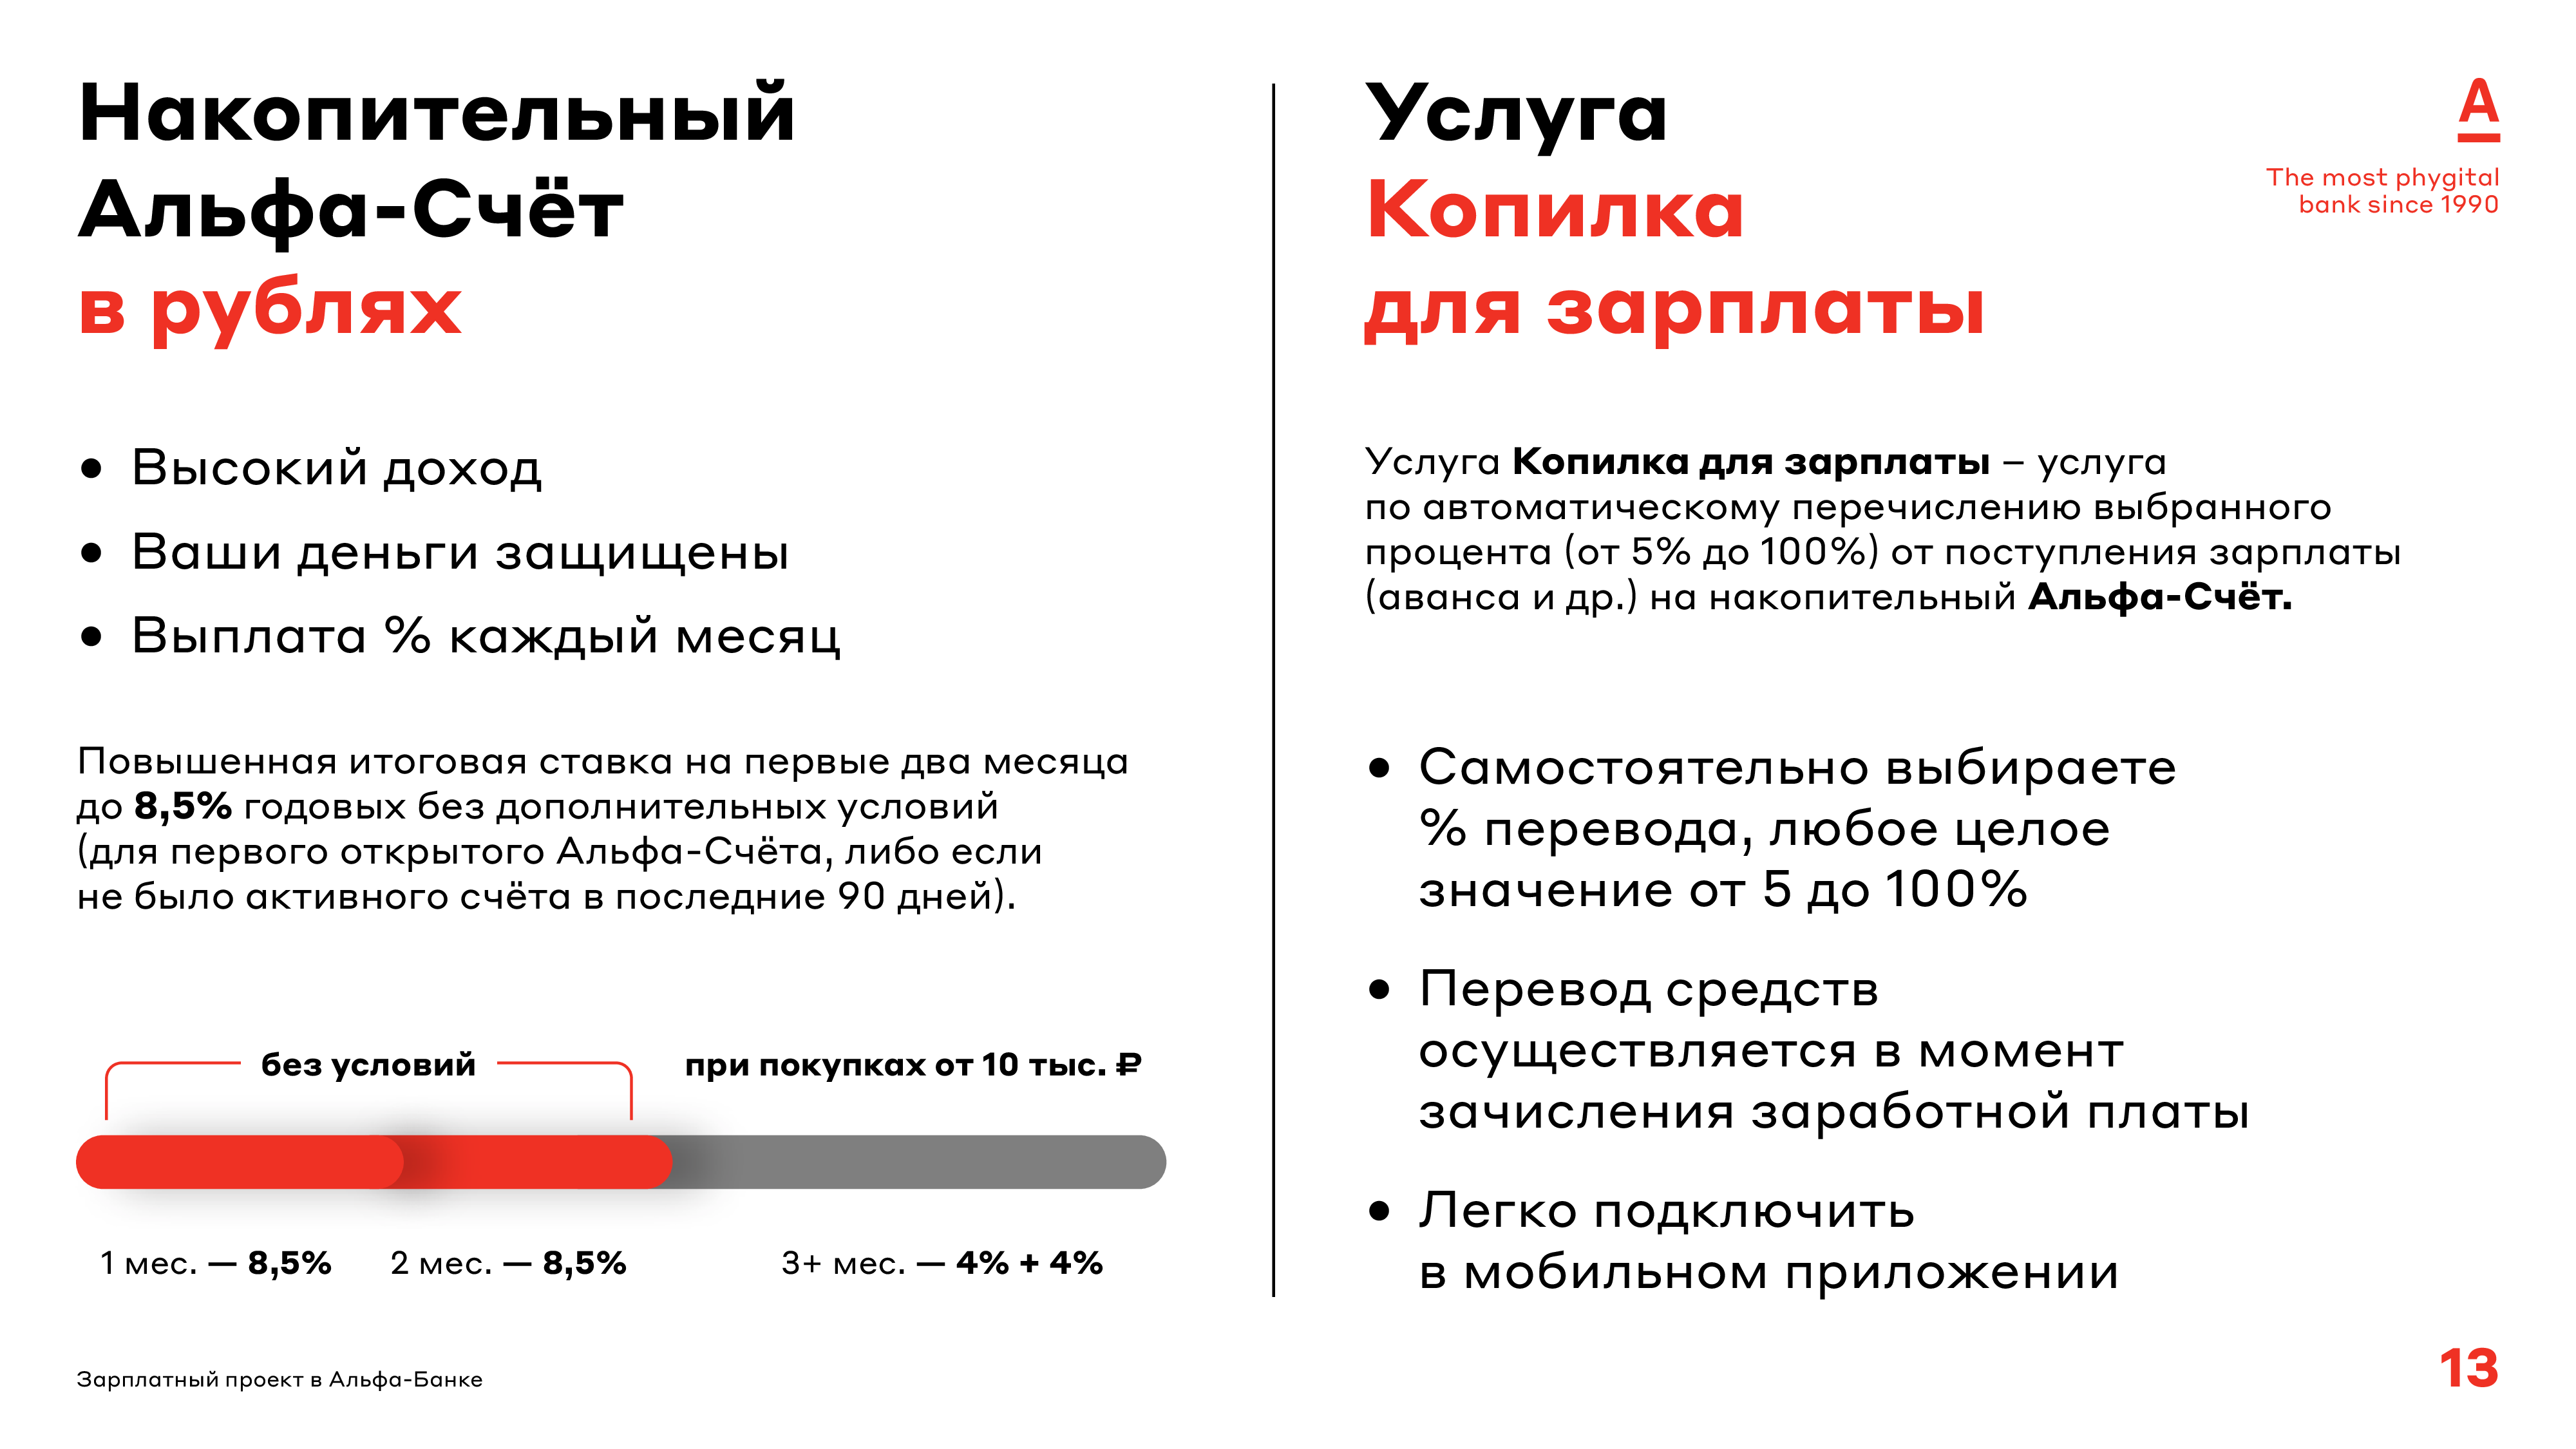 Накопительный
Альфа-Счёт
в рублях
• Высокий доход
• Ваши деньги защищены
• Выплата % каждый месяц
Повышенная итоговая ставка на первые два месяца
до 8,5% годовых без дополнительных условий
(для первого открытого Альфа-Счёта, либо если
не было активного счёта в последние 90 дней).
без условий
при покупках от 10 тыс. ₽
1 мес. — 8,5%
2 мес. — 8,5%
3+ мес. — 4% + 4%
Зарплатный проект в Альфа-Банке
Услуга
Копилка
для зарплаты
А
The most phygital
bank since 1990
Услуга Копилка для зарплаты – услуга
по автоматическому перечислению выбранного
процента (от 5% до 100%) от поступления зарплаты
(аванса и др.) на накопительный Альфа-Счёт.
• Самостоятельно выбираете
% перевода, любое целое
значение от 5 до 100%
• Перевод средств
осуществляется в момент
зачисления заработной платы
• Легко подключить
в мобильном приложении
13